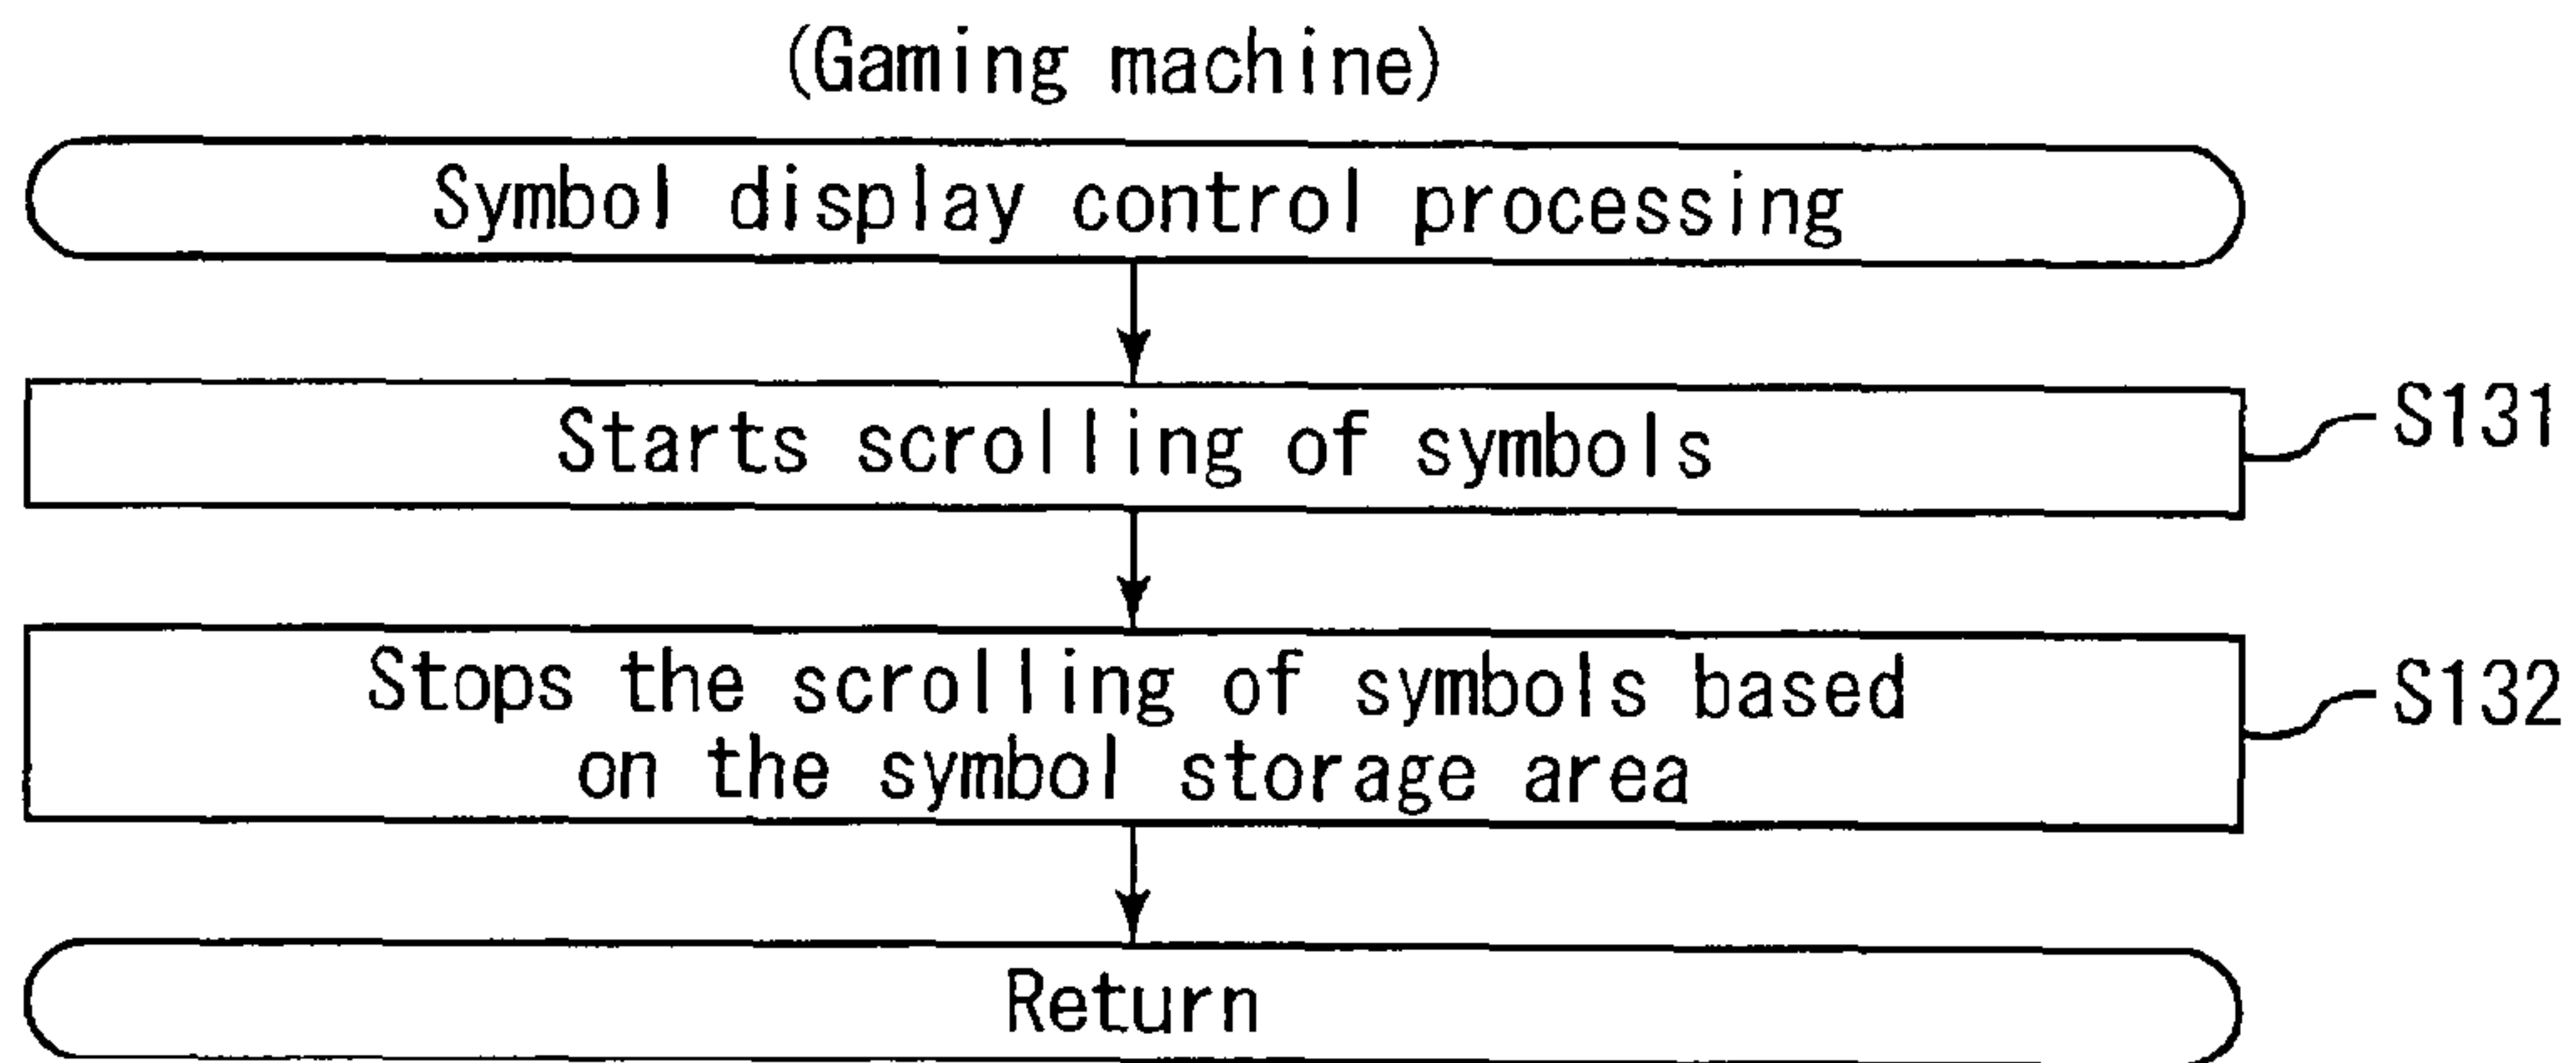 (Gaming machine)
Symbol display control processing
Starts scrolling of symbols
S131
Stops the scrolling of symbols based
on the symbol storage area
S132
Return